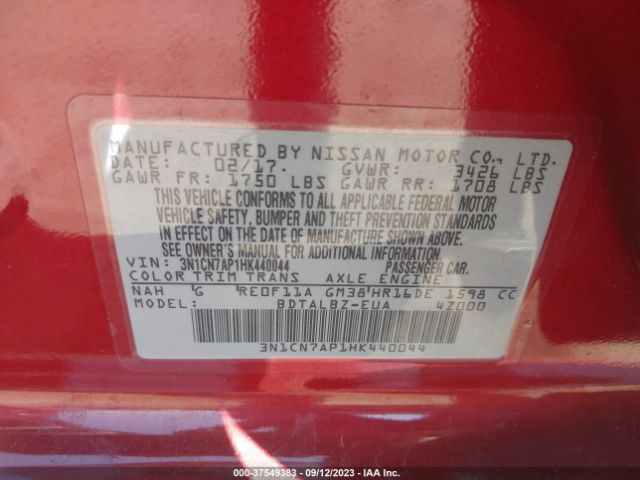 MANUFACTURED BY NISSAN MOTOR CO., LTD.
DATE: 02/17. GVWR: 3426 LBS
GAWR FR: 1750 LBS GAWR RR: 1708 LBS
THIS VEHICLE CONFORMS TO ALL APPLICABLE FEDERAL MOTOR
VEHICLE SAFETY, BUMPER AND THEFT PREVENTION STANDARDS
IN EFFECT ON THE DATE OF MANUFACTURE SHOWN ABOVE.
SEE OWNER'S MANUAL FOR ADDITIONAL INFORMATION
VIN: 3N1CN7AP1HK440044 PASSENGER CAR.
COLOR TRIM TRANS AXLE ENGINE
NAH G RE0F11A GM38 HR16DE 1598 CC
MODEL: BDTALBZ-EUA 4Z000
3N1CN7AP1HK440044
000-37549383 - 09/12/2023 - IAA Inc.